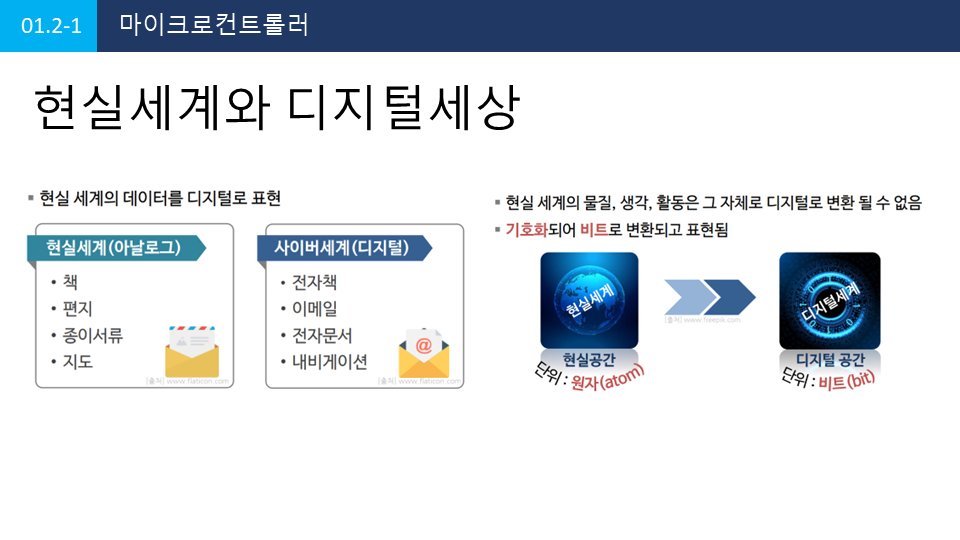 01.2-1 마이크로컨트롤러
현실세계와 디지털세상
▪ 현실 세계의 데이터를 디지털로 표현
현실세계(아날로그)
• 책
• 편지
• 종이서류
• 지도
[출처] www.flaticon.com
사이버세계(디지털)
• 전자책
• 이메일
• 전자문서
• 내비게이션
@
[출처] www.flaticon.com
▪ 현실 세계의 물질, 생각, 활동은 그 자체로 디지털로 변환 될 수 없음
▪ 기호화되어 비트로 변환되고 표현됨
현실세계
현실공간
단위 : 원자(atom)
[출처] www.freepik.com
디지털세계
디지털 공간
단위 : 비트(bit)